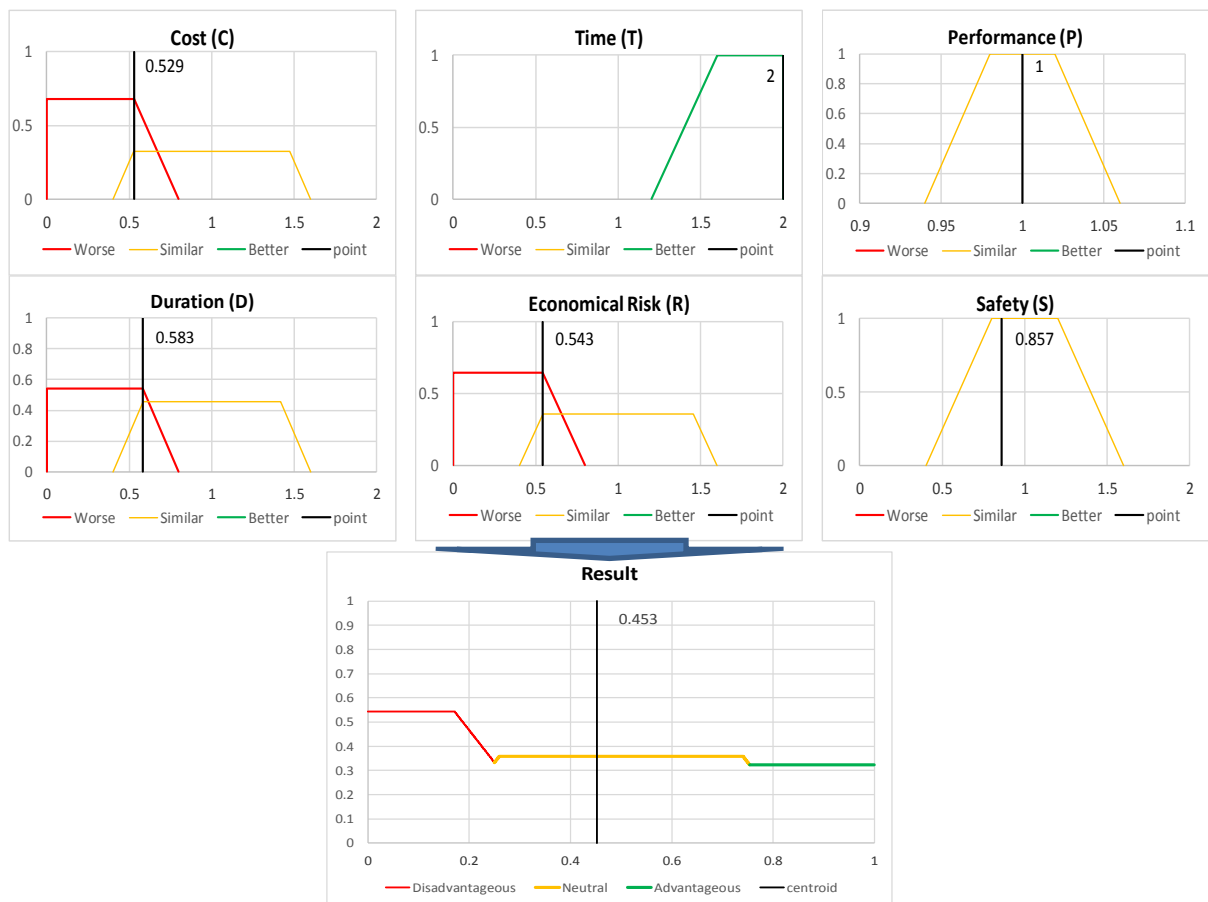 Cost (C)
0.529
1
0.5
0
0 0.5 1 1.5 2
Worse Similar Better point
Time (T)
2
1
0.5
0
0 0.5 1 1.5 2
Worse Similar Better point
Performance (P)
1
1
0.8
0.6
0.4
0.2
0
0.9 0.95 1 1.05 1.1
Worse Similar Better point
Duration (D)
0.583
1
0.8
0.6
0.4
0.2
0
0 0.5 1 1.5 2
Worse Similar Better point
Economical Risk (R)
0.543
1
0.5
0
0 0.5 1 1.5 2
Worse Similar Better point
Safety (S)
0.857
1
0.5
0
0 0.5 1 1.5 2
Worse Similar Better point
Result
0.453
1
0.9
0.8
0.7
0.6
0.5
0.4
0.3
0.2
0.1
0
0 0.2 0.4 0.6 0.8 1
Disadvantageous Neutral Advantageous centroid